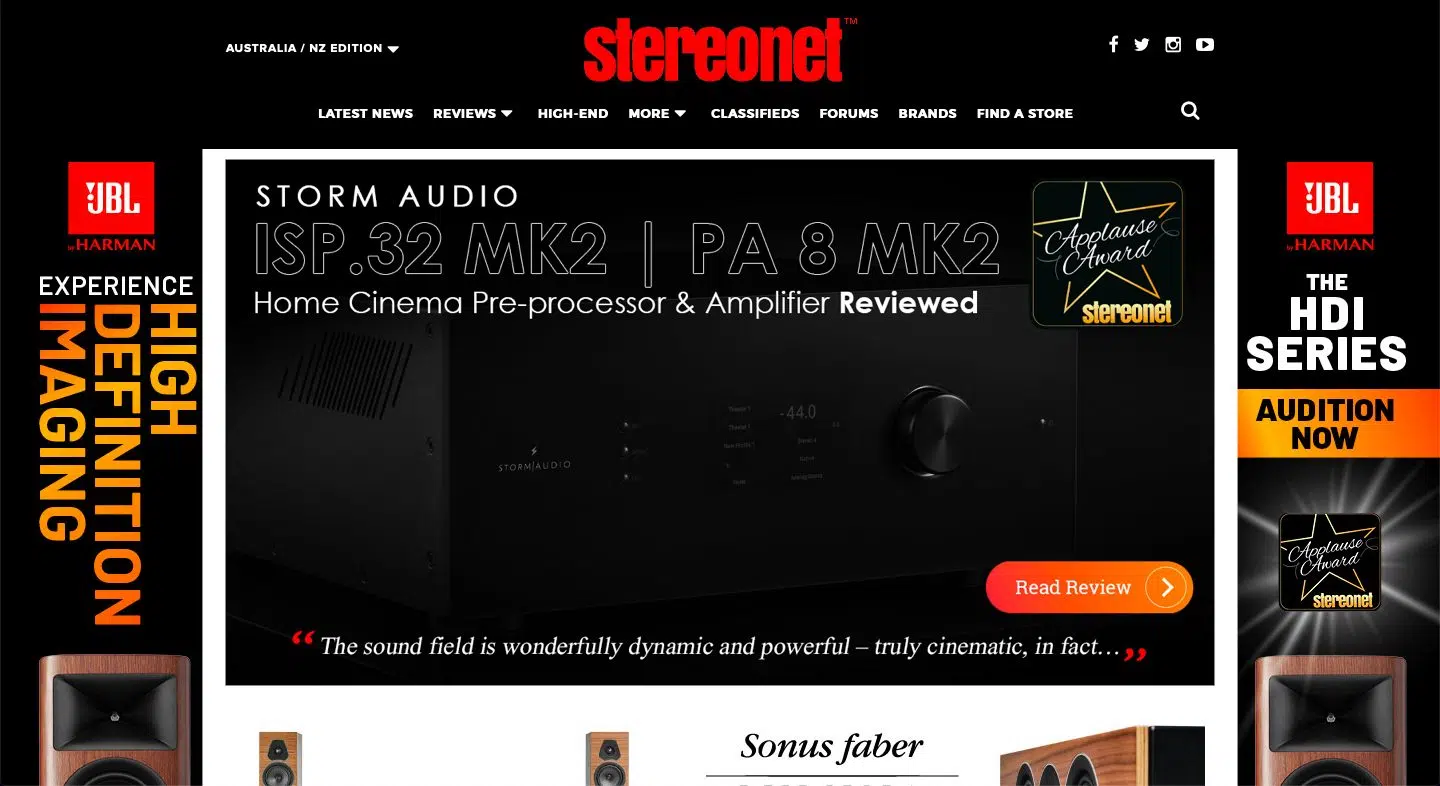 AUSTRALIA / NZ EDITION
stereonet™
LATEST NEWS REVIEWS HIGH-END MORE CLASSIFIEDS FORUMS BRANDS FIND A STORE
JBL
by HARMAN
EXPERIENCE
HIGH
DEFINITION
IMAGING
STORM AUDIO
ISP.32 MK2 | PA 8 MK2
Home Cinema Pre-processor & Amplifier Reviewed
Applause
Award
stereonet
-44.0
STORM AUDIO
Read Review
“ The sound field is wonderfully dynamic and powerful – truly cinematic, in fact… ”
JBL
by HARMAN
THE
HDI
SERIES
AUDITION
NOW
Applause
Award
stereonet
Sonus faber